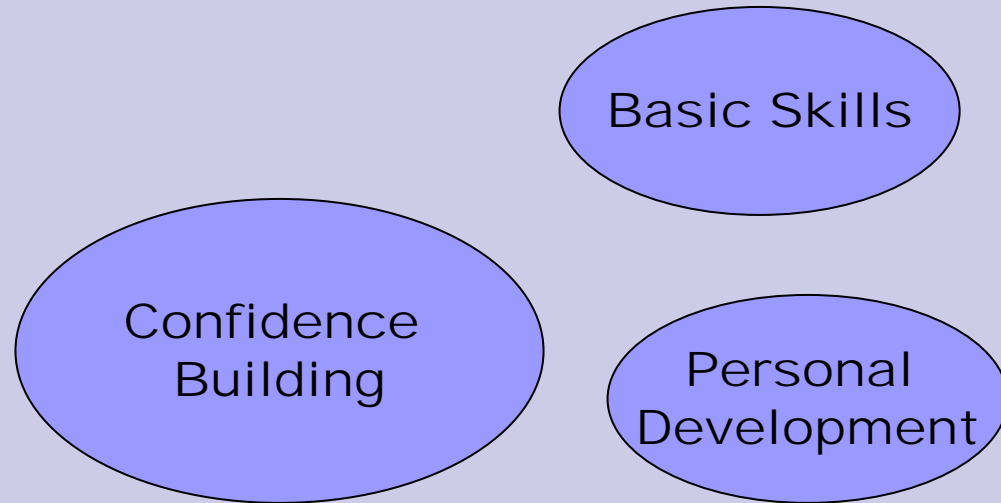 Basic Skills
Confidence
Building
Personal
Development